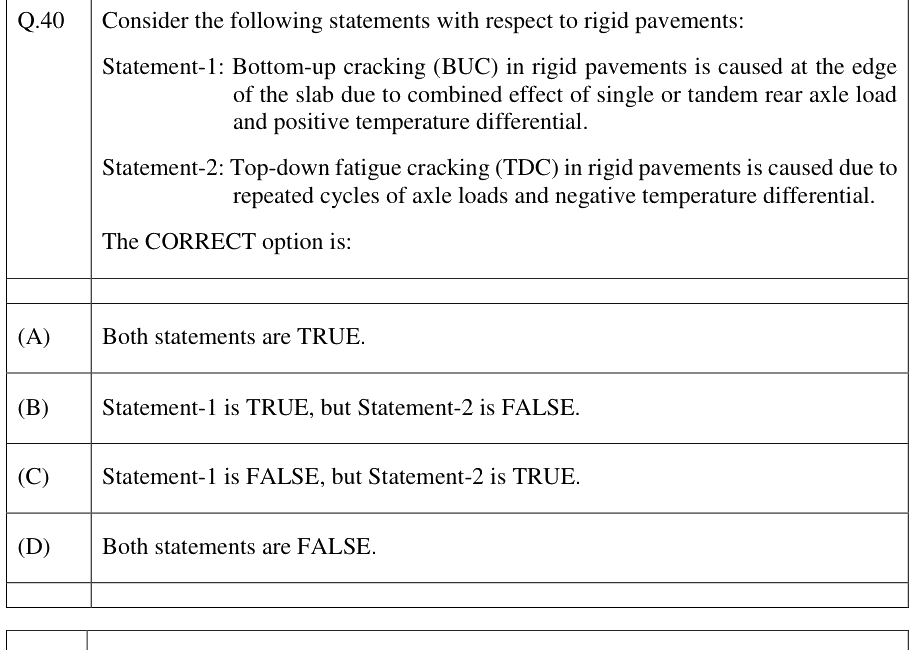 Q.40 Consider the following statements with respect to rigid pavements:
Statement-1: Bottom-up cracking (BUC) in rigid pavements is caused at the edge
of the slab due to combined effect of single or tandem rear axle load
and positive temperature differential.
Statement-2: Top-down fatigue cracking (TDC) in rigid pavements is caused due to
repeated cycles of axle loads and negative temperature differential.
The CORRECT option is:
(A) Both statements are TRUE.
(B) Statement-1 is TRUE, but Statement-2 is FALSE.
(C) Statement-1 is FALSE, but Statement-2 is TRUE.
(D) Both statements are FALSE.